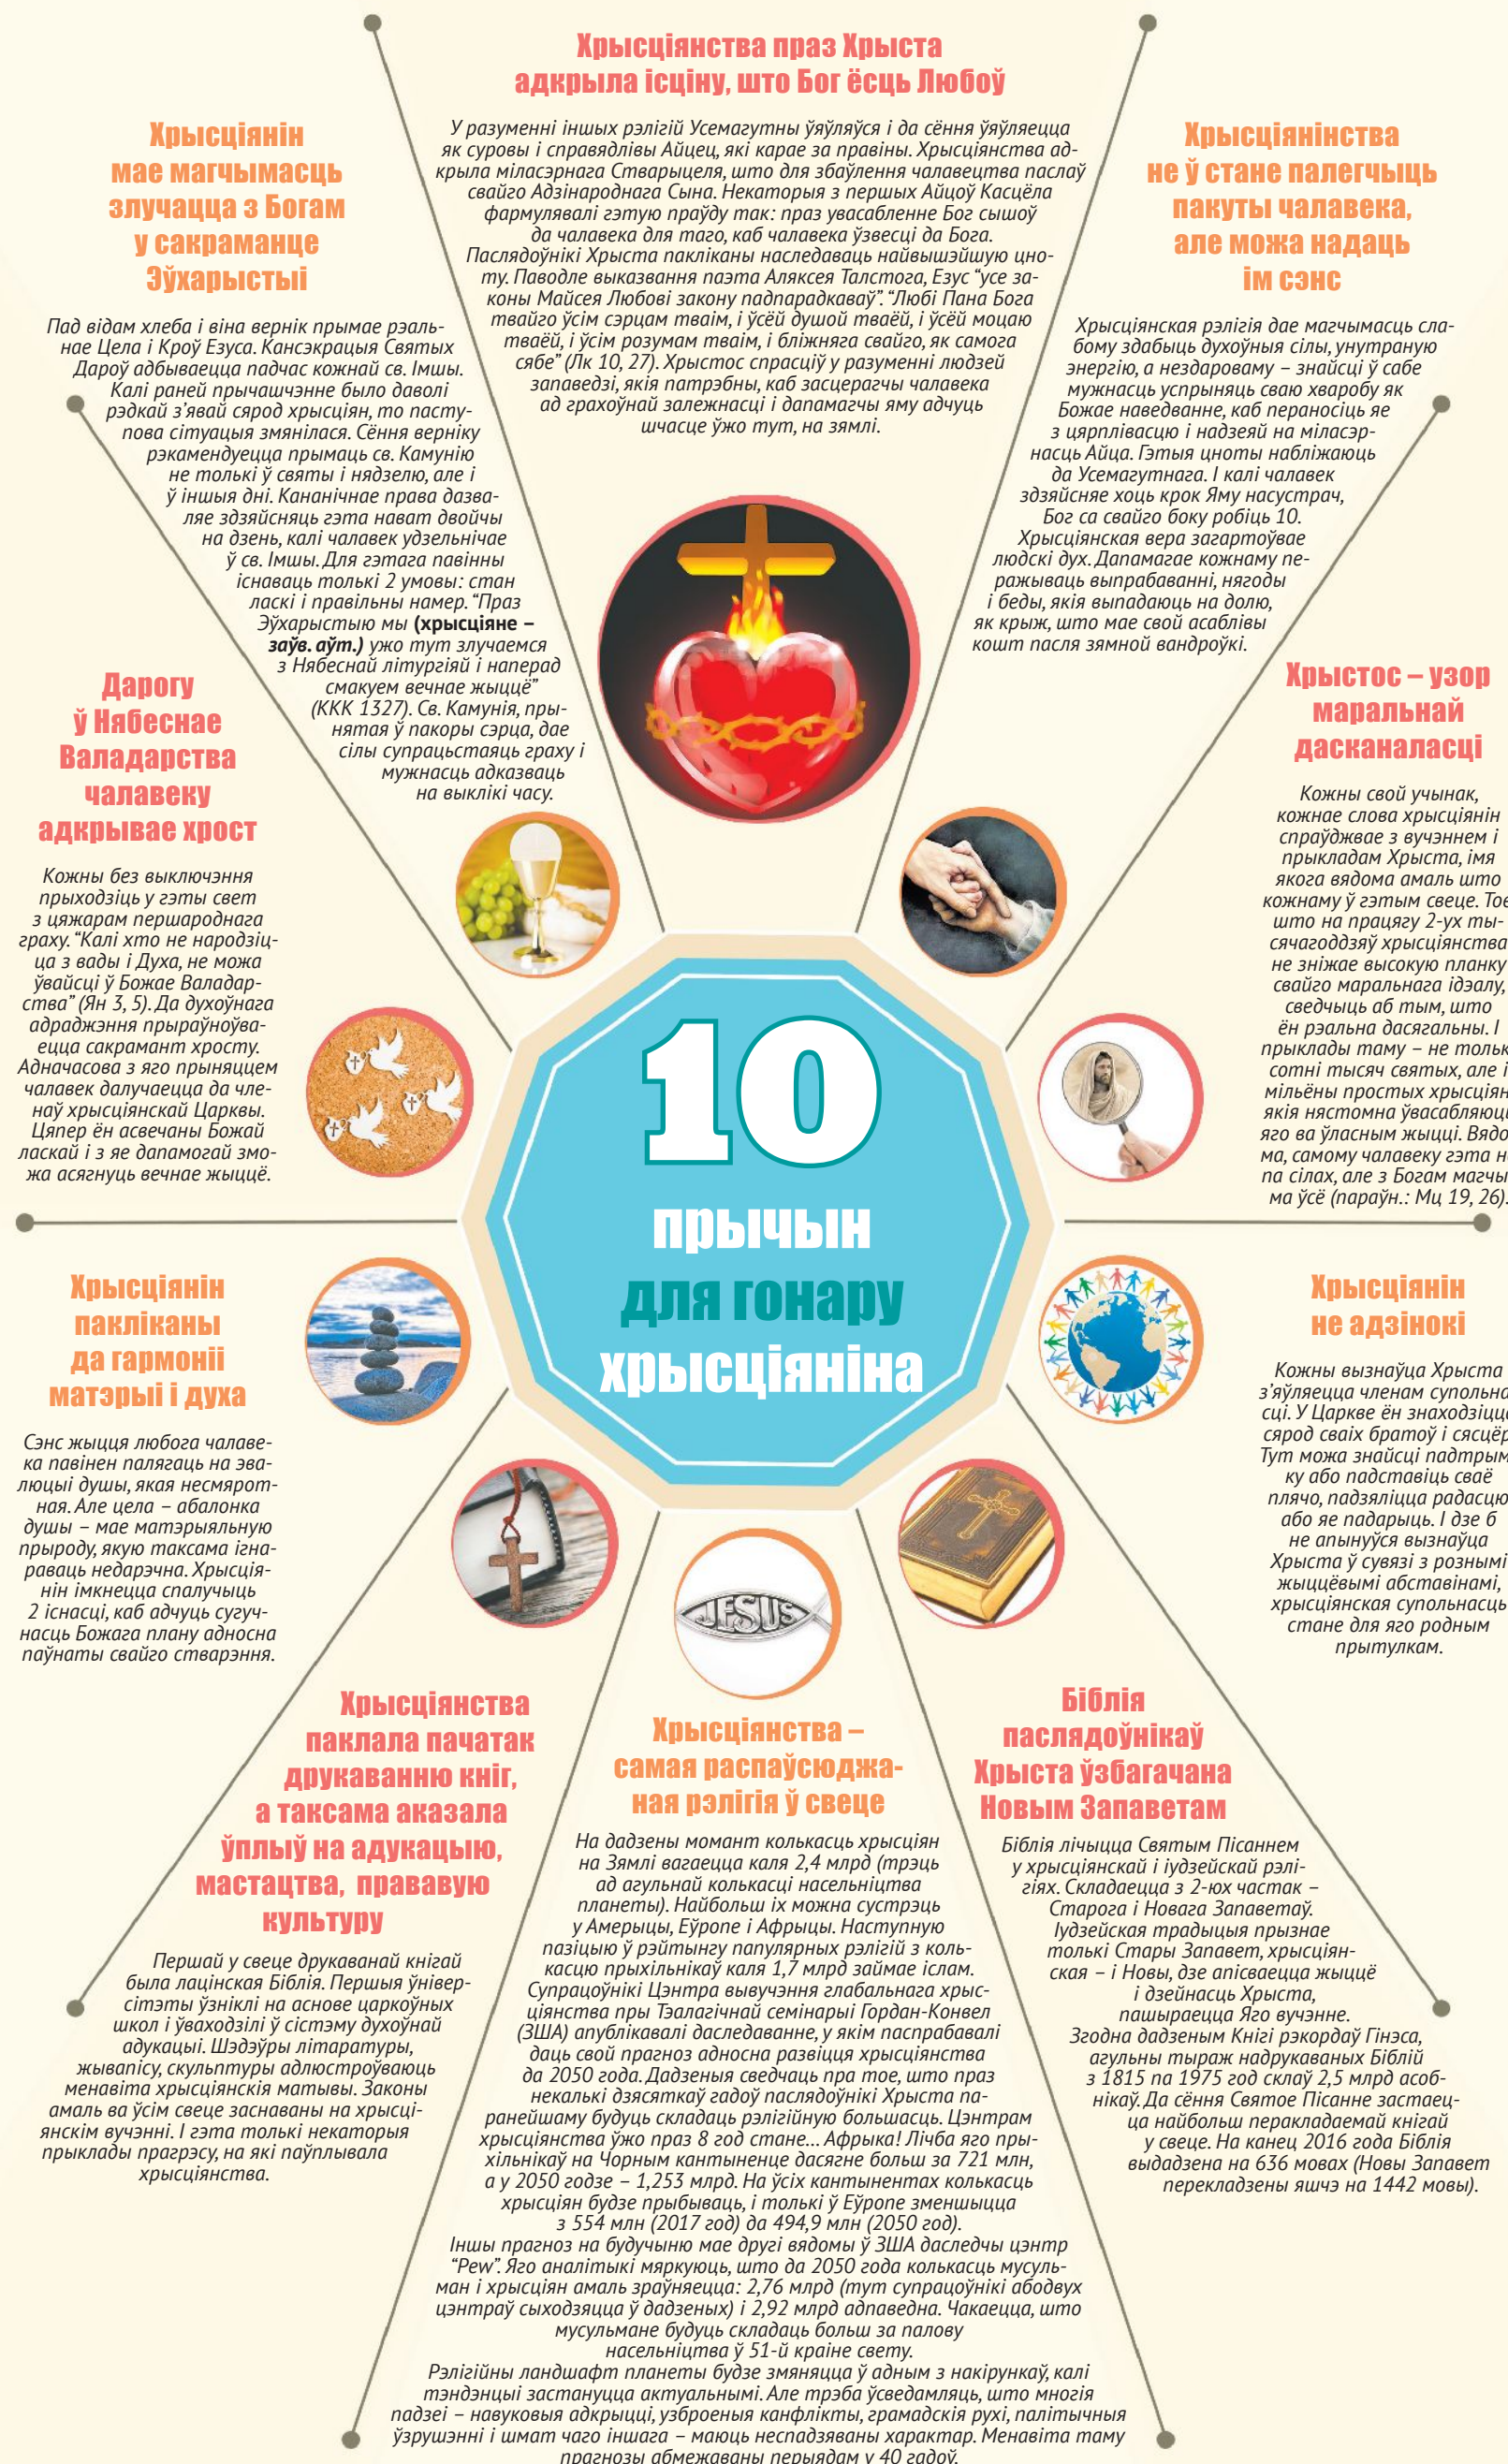 Хрысціянства праз Хрыста
адкрыла ісціну, што Бог ёсць Любоў
У разуменні іншых рэлігій Усемагутны ўяўляўся і да сёння ўяўляецца
як суровы і справядлівы Айцец, які карае за правіны. Хрысціянства ад-
крыла міласэрнага Стварыцеля, што для збаўлення чалавецтва паслаў
свайго Адзінароднага Сына. Некаторыя з першых Айцоў Касцёла
фармулявалі гэтую праўду так: праз увасабленне Бог сышоў
да чалавека для таго, каб чалавека ўзвесці да Бога.
Паслядоўнікі Хрыста пакліканы наследаваць найвышэйшую цно-
ту. Паводле выказвання паэта Аляксея Талстога, Езус “усе за-
коны Майсея Любові закону падпарадкаваў”. “Любі Пана Бога
твайго ўсім сэрцам тваім, і ўсёй душой тваёй, і ўсёй моцаю
тваёй, і ўсім розумам тваім, і бліжняга свайго, як самога
сябе” (Лк 10, 27). Хрыстос спрасціў у разуменні людзей
запаведзі, якія патрэбны, каб засцерагчы чалавека
ад грахоўнай залежнасці і дапамагчы яму адчуць
шчасце ўжо тут, на зямлі.
Хрысціянін
мае магчымасць
злучацца з Богам
у сакраманце
Эўхарыстыі
Пад відам хлеба і віна вернік прымае рэаль-
нае Цела і Кроў Езуса. Кансэкрацыя Святых
Дароў адбываецца падчас кожнай св. Імшы.
Калі раней прычашчэнне было даволі
рэдкай з’явай сярод хрысціян, то пасту-
пова сітуацыя змянілася. Сёння верніку
рэкамендуецца прымаць св. Камунію
не толькі ў святы і нядзелю, але і
ў іншыя дні. Кананічнае права дазва-
ляе здзяйсняць гэта нават двойчы
на дзень, калі чалавек удзельнічае
ў св. Імшы. Для гэтага павінны
існаваць толькі 2 умовы: стан
ласкі і правільны намер. “Праз
Эўхарыстыю мы (хрысціяне –
заўв. аўт.) ужо тут злучаемся
з Нябеснай літургіяй і наперад
смакуем вечнае жыццё”
(ККК 1327). Св. Камунія, пры-
нятая ў пакоры сэрца, дае
сілы супрацьстаяць граху і
мужнасць адказваць
на выклікі часу.
Хрысціянінства
не ў стане палегчыць
пакуты чалавека,
але можа надаць
ім сэнс
Хрысціянская рэлігія дае магчымасць сла-
бому здабыць духоўныя сілы, унутраную
энергію, а нездароваму – знайсці ў сабе
мужнасць успрыняць сваю хваробу як
Божае наведванне, каб пераносіць яе
з цярплівасцю і надзеяй на міласэр-
насць Айца. Гэтыя цноты набліжаюць
да Усемагутнага. І калі чалавек
здзяйсняе хоць крок Яму насустрач,
Бог са свайго боку робіць 10.
Хрысціянская вера загартоўвае
людскі дух. Дапамагае кожнаму пе-
ражываць выпрабаванні, нягоды
і беды, якія выпадаюць на долю,
як крыж, што мае свой асаблівы
кошт пасля зямной вандроўкі.
Дарогу
ў Нябеснае
Валадарства
чалавеку
адкрывае хрост
Кожны без выключэння
прыходзіць у гэты свет
з цяжарам першароднага
граху. “Калі хто не народзіц-
ца з вады і Духа, не можа
ўвайсці ў Божае Валадар-
ства” (Ян 3, 5). Да духоўнага
адраджэння прыраўноўва-
ецца сакрамант хросту.
Адначасова з яго прыняццем
чалавек далучаецца да чле-
наў хрысціянскай Царквы.
Цяпер ён асвечаны Божай
ласкай і з яе дапамогай змо-
жа асягнуць вечнае жыццё.
Хрыстос – узор
маральнай
дасканаласці
Кожны свой учынак,
кожнае слова хрысціянін
спраўджвае з вучэннем і
прыкладам Хрыста, імя
якога вядома амаль што
кожнаму ў гэтым свеце. Тое
што на працягу 2-ух ты-
сячагоддзяў хрысціянства
не зніжае высокую планку
свайго маральнага ідэалу,
сведчыць аб тым, што
ён рэальна дасягальны. І
прыклады таму – не тольк
сотні тысяч святых, але і
мільёны простых хрысціян
якія нястомна ўвасабляюць
яго ва ўласным жыцці. Вядо
ма, самому чалавеку гэта не
па сілах, але з Богам магчы
ма ўсё (параўн.: Мц 19, 26).
10
прычын
для гонару
хрысціяніна
Хрысціянін
пакліканы
да гармоніі
матэрыі і духа
Сэнс жыцця любога чалаве-
ка павінен палягаць на эва-
люцыі душы, якая несмярот-
ная. Але цела – абалонка
душы – мае матэрыяльную
прыроду, якую таксама ігна-
раваць недарэчна. Хрысція-
нін імкнецца спалучыць
2 існасці, каб адчуць сугуч-
насць Божага плану адносна
паўнаты свайго стварэння.
Хрысціянін
не адзінокі
Кожны вызнаўца Хрыста
з’яўляецца членам супольна
сці. У Царкве ён знаходзіцца
сярод сваіх братоў і сясцёр
Тут можа знайсці падтрым
ку або падставіць сваё
плячо, падзяліцца радасцю
або яе падарыць. І дзе б
не апынуўся вызнаўца
Хрыста ў сувязі з рознымі
жыццёвымі абставінамі,
хрысціянская супольнасць
стане для яго родным
прытулкам.
JESUS
Хрысціянства
паклала пачатак
друкаванню кніг,
а таксама аказала
ўплыў на адукацыю,
мастацтва, прававую
культуру
Першай у свеце друкаванай кнігай
была лацінская Біблія. Першыя ўнівер-
сітэты ўзніклі на аснове царкоўных
школ і ўваходзілі ў сістэму духоўнай
адукацыі. Шэдэўры літаратуры,
жывапісу, скульптуры адлюстроўваюць
менавіта хрысціянскія матывы. Законы
амаль ва ўсім свеце заснаваны на хрысці-
янскім вучэнні. І гэта толькі некаторыя
прыклады прагрэсу, на які паўплывала
хрысціянства.
Хрысціянства –
самая распаўсюджа-
ная рэлігія ў свеце
На дадзены момант колькасць хрысціян
на Зямлі вагаецца каля 2,4 млрд (трэць
ад агульнай колькасці насельніцтва
планеты). Найбольш іх можна сустрэць
у Амерыцы, Еўропе і Афрыцы. Наступную
пазіцыю ў рэйтынгу папулярных рэлігій з коль-
касцю прыхільнікаў каля 1,7 млрд займае іслам.
Супрацоўнікі Цэнтра вывучэння глабальнага хрыс-
ціянства пры Тэалагічнай семінарыі Гордан-Конвел
(ЗША) апублікавалі даследаванне, у якім паспрабавалі
даць свой прагноз адносна развіцця хрысціянства
да 2050 года. Дадзеныя сведчаць пра тое, што праз
некалькі дзясяткаў гадоў паслядоўнікі Хрыста па-
ранейшаму будуць складаць рэлігійную большасць. Цэнтрам
хрысціянства ўжо праз 8 год стане... Афрыка! Лічба яго пры-
хільнікаў на Чорным кантыненце дасягне больш за 721 млн,
а у 2050 годзе – 1,253 млрд. На ўсіх кантынентах колькасць
хрысціян будзе прыбываць, і толькі ў Еўропе зменшыцца
з 554 млн (2017 год) да 494,9 млн (2050 год).
Іншы прагноз на будучыню мае другі вядомы ў ЗША даследчы цэнтр
“Pew”. Яго аналітыкі мяркуюць, што да 2050 года колькасць мусуль-
ман і хрысціян амаль зраўняецца: 2,76 млрд (тут супрацоўнікі абодвух
цэнтраў сыходзяцца ў дадзеных) і 2,92 млрд адпаведна. Чакаецца, што
мусульмане будуць складаць больш за палову
насельніцтва ў 51-й краіне свету.
Рэлігійны ландшафт планеты будзе змяняцца ў адным з накірункаў, калі
тэндэнцыі застануцца актуальнымі. Але трэба ўсведамляць, што многія
падзеі – навуковыя адкрыцці, узброеныя канфлікты, грамадскія рухі, палітычныя
ўзрушэнні і шмат чаго іншага – маюць неспадзяваны характар. Менавіта таму
прагнозы абмежаваны перыядам у 40 гадоў.
Біблія
паслядоўнікаў
Хрыста ўзбагачана
Новым Запаветам
Біблія лічыцца Святым Пісаннем
у хрысціянскай і іудзейскай рэлі-
гіях. Складаецца з 2-юх частак –
Старога і Новага Запаветаў.
Іудзейская традыцыя прызнае
толькі Стары Запавет, хрысціян-
ская – і Новы, дзе апісваецца жыццё
і дзейнасць Хрыста,
пашыраецца Яго вучэнне.
Згодна дадзеным Кнігі рэкордаў Гінэса,
агульны тыраж надрукаваных Біблій
з 1815 па 1975 год склаў 2,5 млрд асоб-
нікаў. Да сёння Святое Пісанне застаец-
ца найбольш перакладаемай кнігай
у свеце. На канец 2016 года Біблія
выдадзена на 636 мовах (Новы Запавет
перекладзены яшчэ на 1442 мовы).